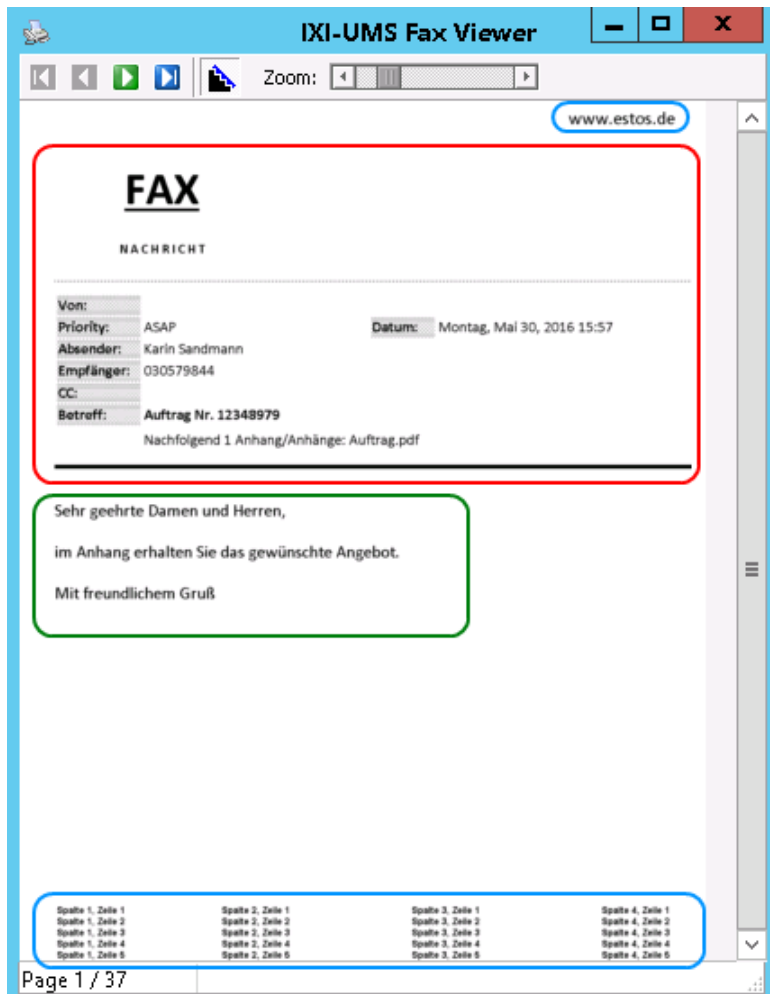 IXI-UMS Fax Viewer
Zoom:
www.estos.de
FAX
NACHRICHT
Von:
Priority: ASAP Datum: Montag, Mai 30, 2016 15:57
Absender: Karin Sandmann
Empfänger: 030579844
CC:
Betreff: Auftrag Nr. 12348979
Nachfolgend 1 Anhang/Anhänge: Auftrag.pdf
Sehr geehrte Damen und Herren,
im Anhang erhalten Sie das gewünschte Angebot.
Mit freundlichem Gruß
Spalte 1, Zeile 1 Spalte 2, Zeile 1 Spalte 3, Zeile 1 Spalte 4, Zeile 1
Spalte 1, Zeile 2 Spalte 2, Zeile 2 Spalte 3, Zeile 2 Spalte 4, Zeile 2
Spalte 1, Zeile 3 Spalte 2, Zeile 3 Spalte 3, Zeile 3 Spalte 4, Zeile 3
Spalte 1, Zeile 4 Spalte 2, Zeile 4 Spalte 3, Zeile 4 Spalte 4, Zeile 4
Spalte 1, Zeile 5 Spalte 2, Zeile 5 Spalte 3, Zeile 5 Spalte 4, Zeile 5
Page 1 / 37